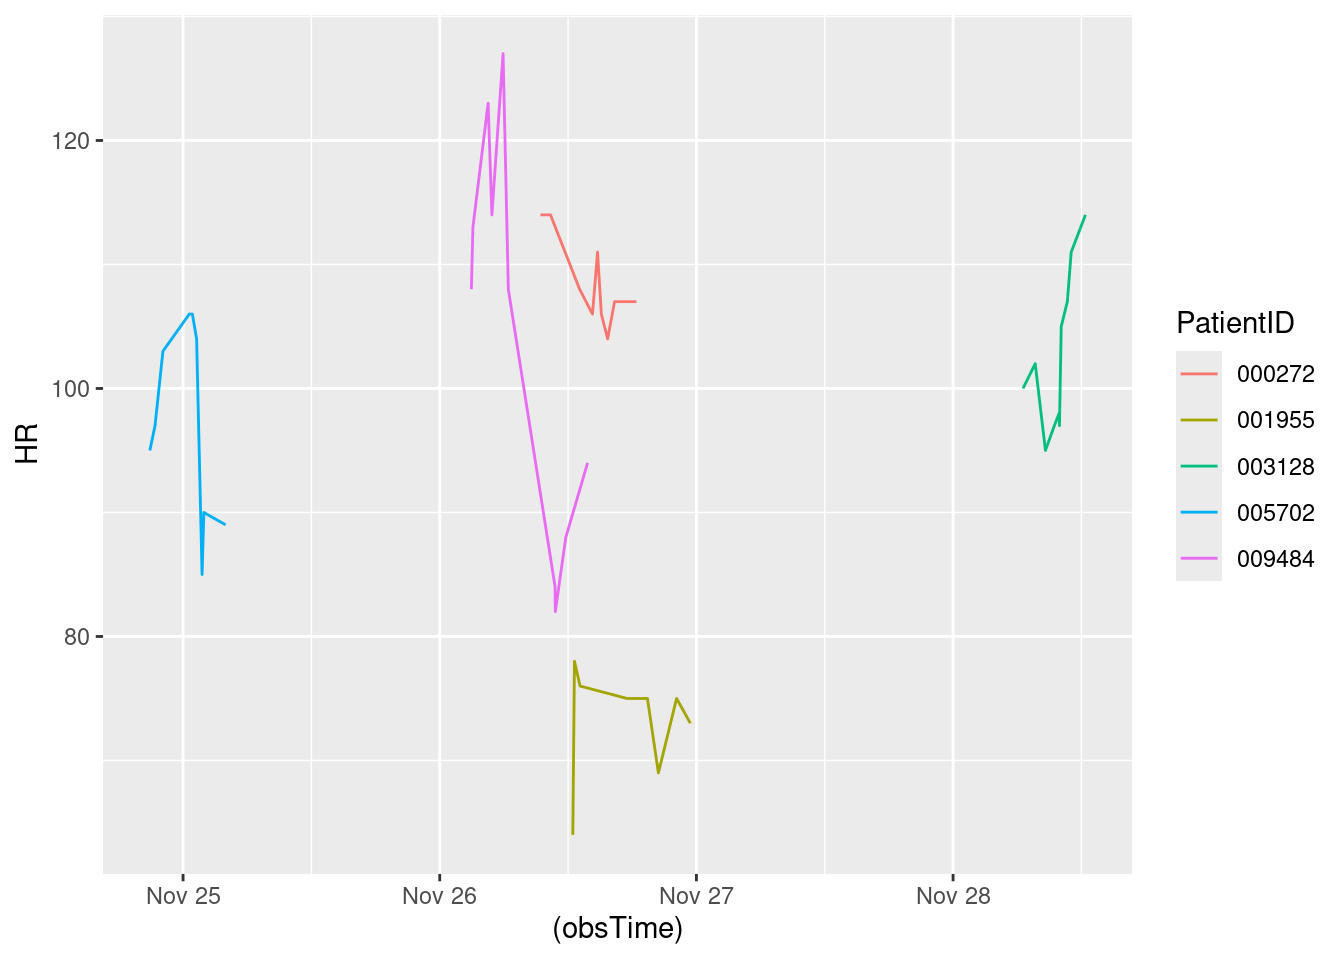 HR
120
100
80
Nov 25
Nov 26
Nov 27
Nov 28
(obsTime)
PatientID
000272
001955
003128
005702
009484